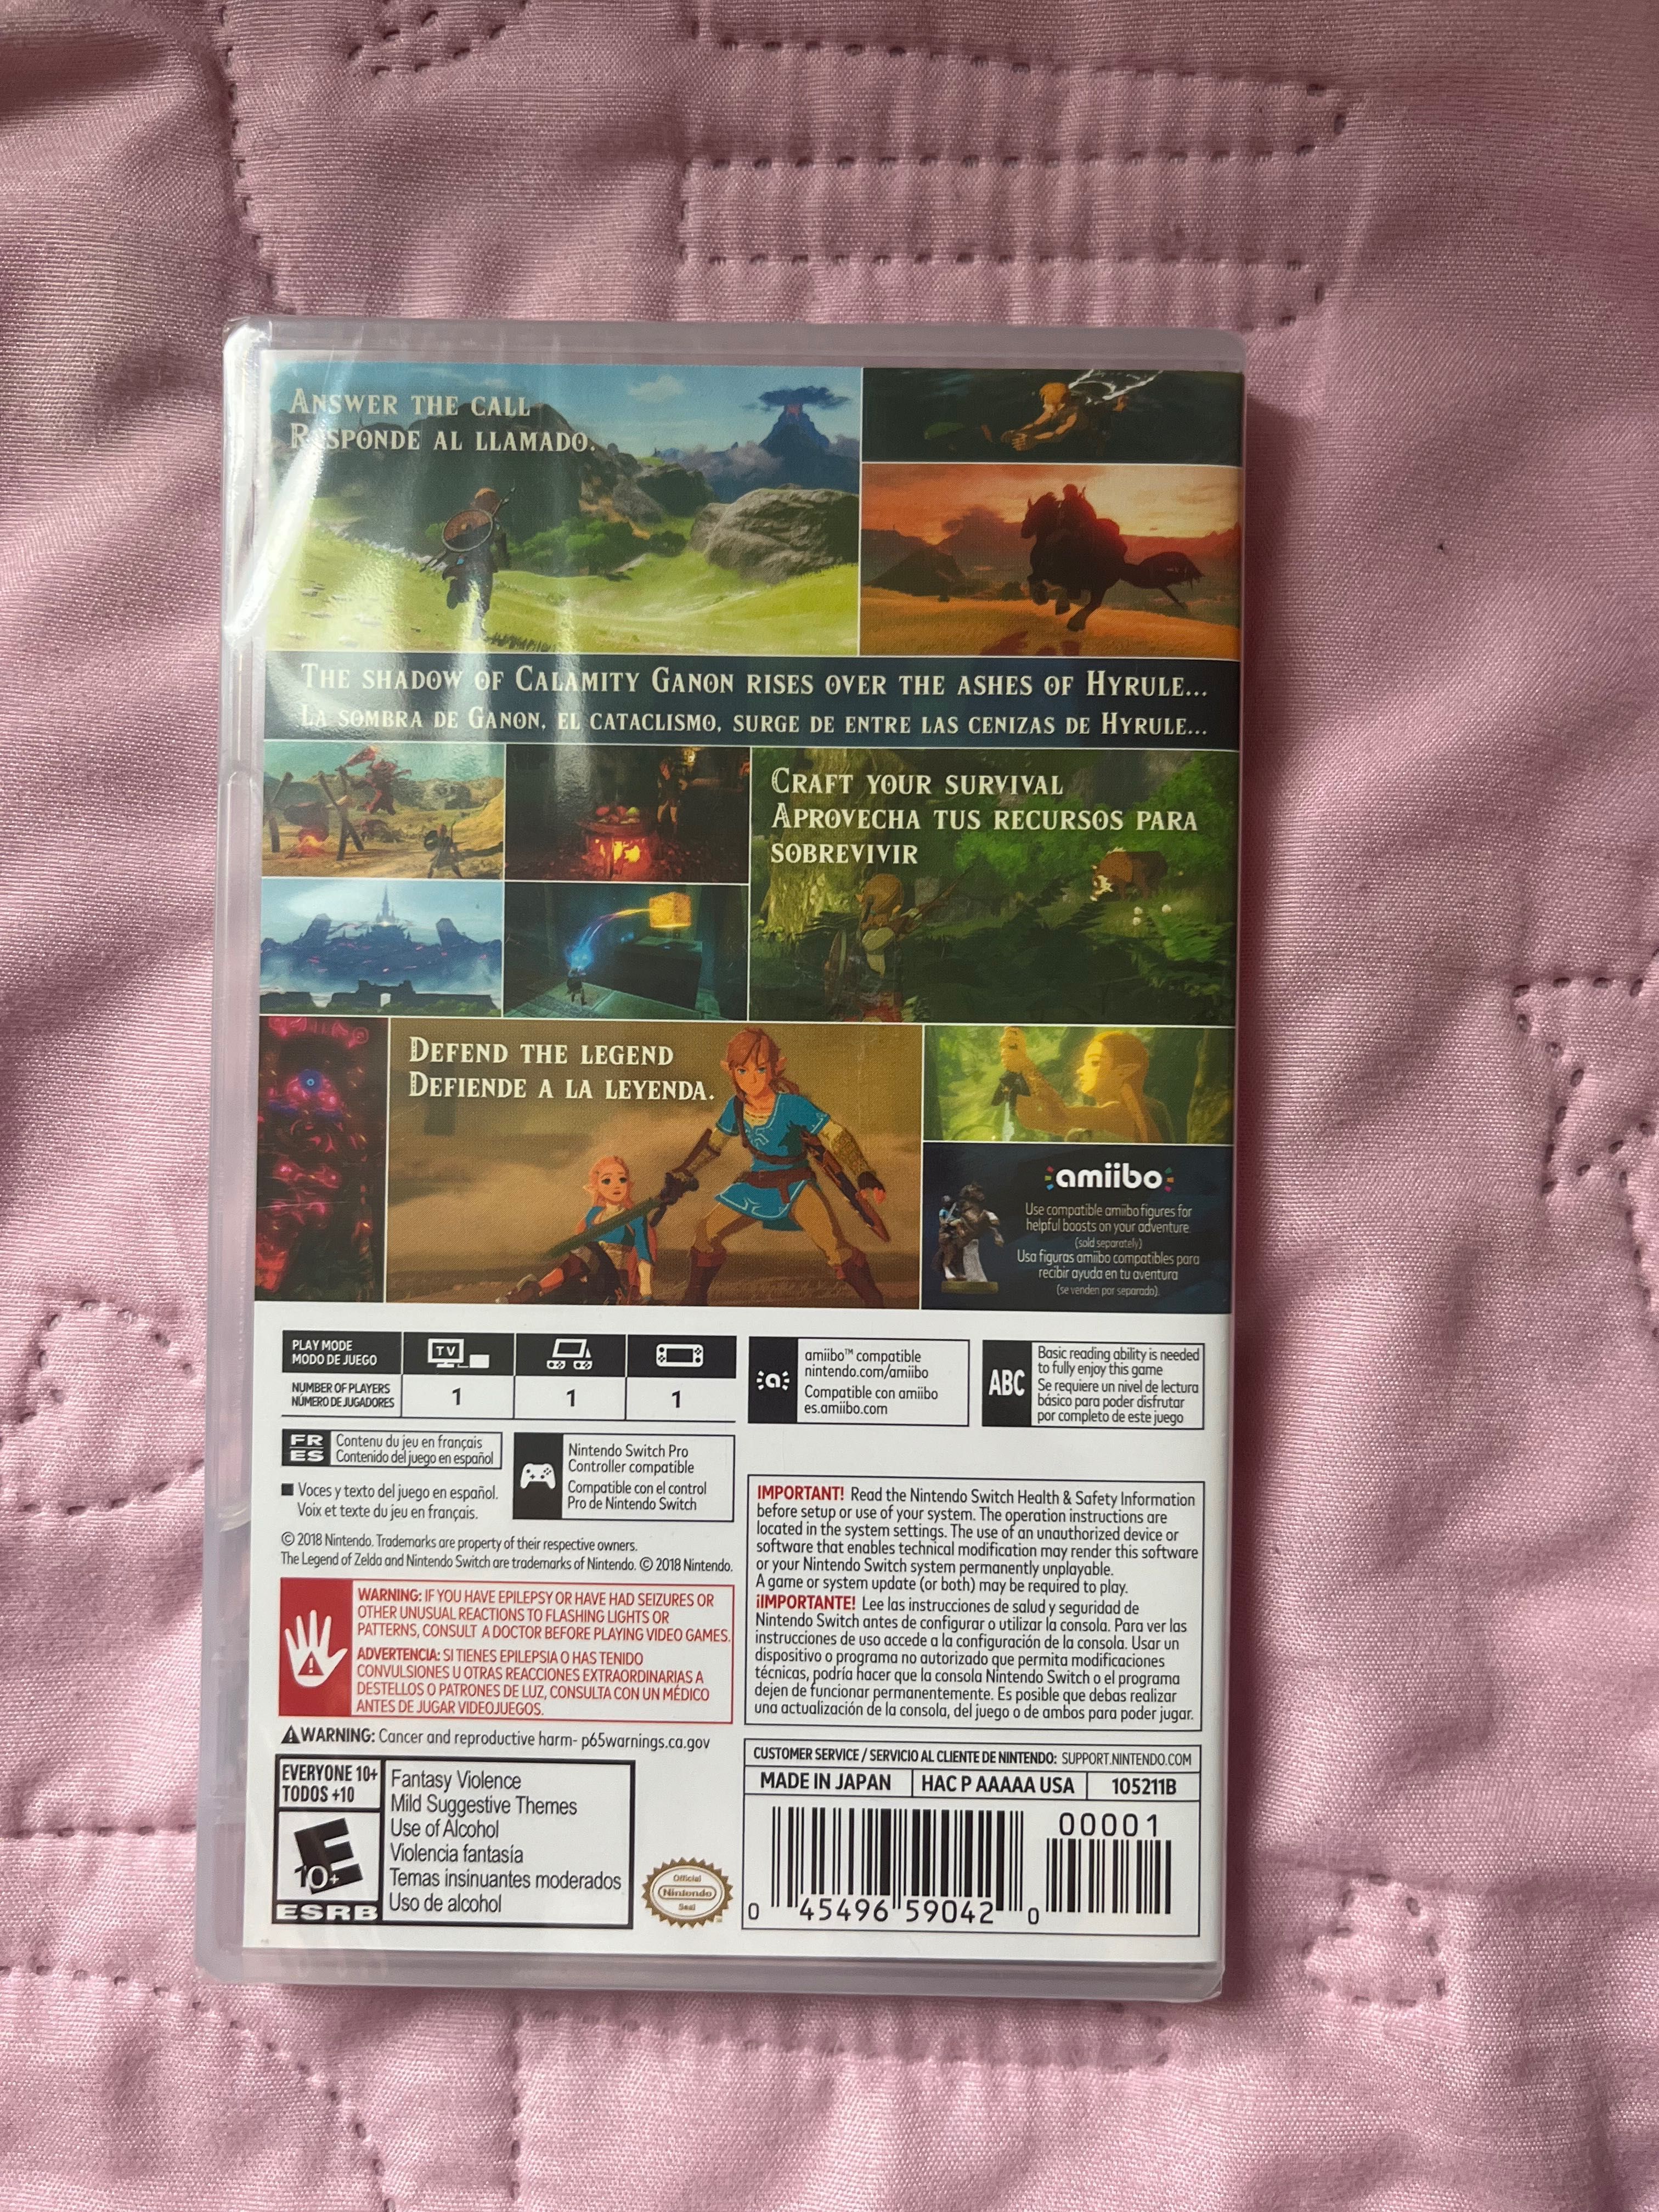 ANSWER THE CALL
RESPONDE AL LLAMADO.
THE SHADOW OF CALAMITY GANON RISES OVER THE ASHES OF HYRULE...
LA SOMBRA DE GANON, EL CATACLISMO, SURGE DE ENTRE LAS CENIZAS DE HYRULE...
CRAFT YOUR SURVIVAL
APROVECHA TUS RECURSOS PARA
SOBREVIVIR
DEFEND THE LEGEND
DEFIENDE A LA LEYENDA.
amiibo
Use compatible amiibo figures for
helpful boosts on your adventure.
(sold separately)
Usa figuras amiibo compatibles para
recibir ayuda en tu aventura
(se venden por separado).
PLAY MODE
MODO DE JUEGO
TV
NUMBER OF PLAYERS
NÚMERO DE JUGADORES
1 1 1
amiibo™ compatible
nintendo.com/amiibo
Compatible con amiibo
es.amiibo.com
ABC
Basic reading ability is needed
to fully enjoy this game
Se requiere un nivel de lectura
básico para poder disfrutar
por completo de este juego
FR
ES
Contenu du jeu en français
Contenido del juego en español
Nintendo Switch Pro
Controller compatible
Compatible con el control
Pro de Nintendo Switch
■ Voces y texto del juego en español.
Voix et texte du jeu en français.
© 2018 Nintendo. Trademarks are property of their respective owners.
The Legend of Zelda and Nintendo Switch are trademarks of Nintendo. © 2018 Nintendo.
WARNING: IF YOU HAVE EPILEPSY OR HAVE HAD SEIZURES OR
OTHER UNUSUAL REACTIONS TO FLASHING LIGHTS OR
PATTERNS, CONSULT A DOCTOR BEFORE PLAYING VIDEO GAMES.
ADVERTENCIA: SI TIENES EPILEPSIA O HAS TENIDO
CONVULSIONES U OTRAS REACCIONES EXTRAORDINARIAS A
DESTELLOS O PATRONES DE LUZ, CONSULTA CON UN MÉDICO
ANTES DE JUGAR VIDEOJUEGOS.
WARNING: Cancer and reproductive harm- p65warnings.ca.gov
IMPORTANT! Read the Nintendo Switch Health & Safety Information
before setup or use of your system. The operation instructions are
located in the system settings. The use of an unauthorized device or
software that enables technical modification may render this software
or your Nintendo Switch system permanently unplayable.
A game or system update (or both) may be required to play.
¡IMPORTANTE! Lee las instrucciones de salud y seguridad de
Nintendo Switch antes de configurar o utilizar la consola. Para ver las
instrucciones de uso accede a la configuración de la consola. Usar un
dispositivo o programa no autorizado que permita modificaciones
técnicas, podría hacer que la consola Nintendo Switch o el programa
dejen de funcionar permanentemente. Es posible que debas realizar
una actualización de la consola, del juego o de ambos para poder jugar.
EVERYONE 10+
TODOS +10
E
10+
ESRB
Fantasy Violence
Mild Suggestive Themes
Use of Alcohol
Violencia fantasía
Temas insinuantes moderados
Uso de alcohol
Official
Nintendo
Seal
CUSTOMER SERVICE / SERVICIO AL CLIENTE DE NINTENDO: SUPPORT.NINTENDO.COM
MADE IN JAPAN HAC P AAAAA USA 105211B
00001
0 45496 59042 0